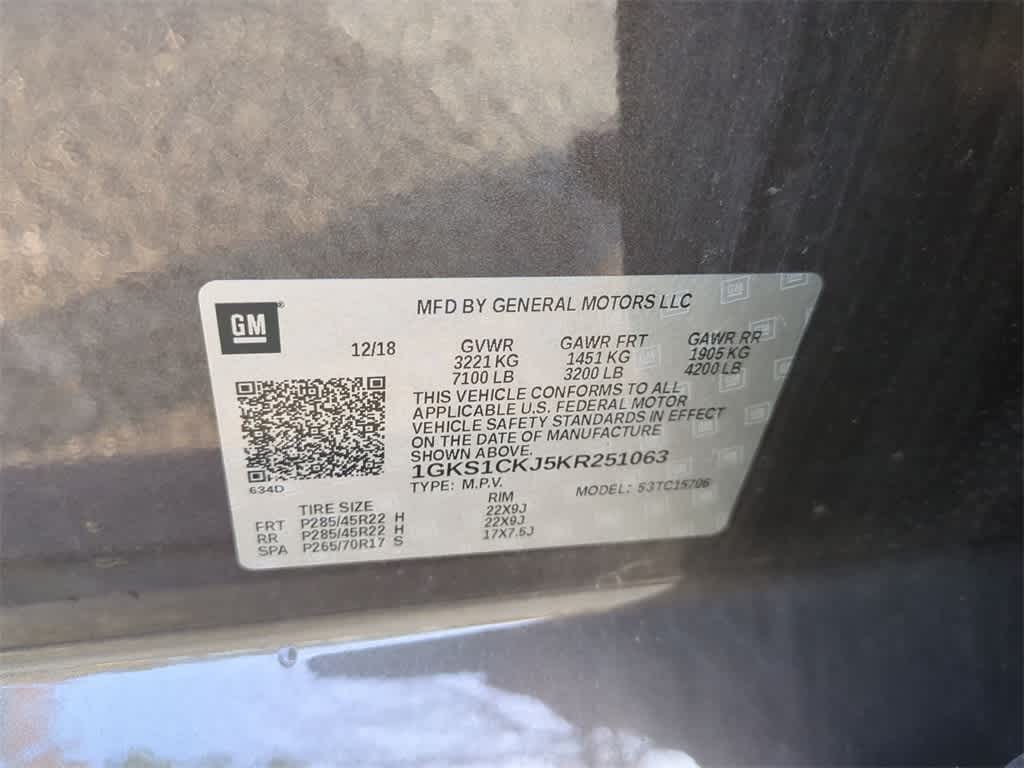 GM
MFD BY GENERAL MOTORS LLC
12/18 GVWR GAWR FRT GAWR RR
3221 KG 1451 KG 1905 KG
7100 LB 3200 LB 4200 LB
THIS VEHICLE CONFORMS TO ALL
APPLICABLE U.S. FEDERAL MOTOR
VEHICLE SAFETY STANDARDS IN EFFECT
ON THE DATE OF MANUFACTURE
SHOWN ABOVE.
1GKS1CKJ5KR251063
TYPE: M.P.V. MODEL: 53TC15706
634D
TIRE SIZE RIM
FRT P285/45R22 H 22X9J
RR P285/45R22 H 22X9J
SPA P265/70R17 S 17X7.5J